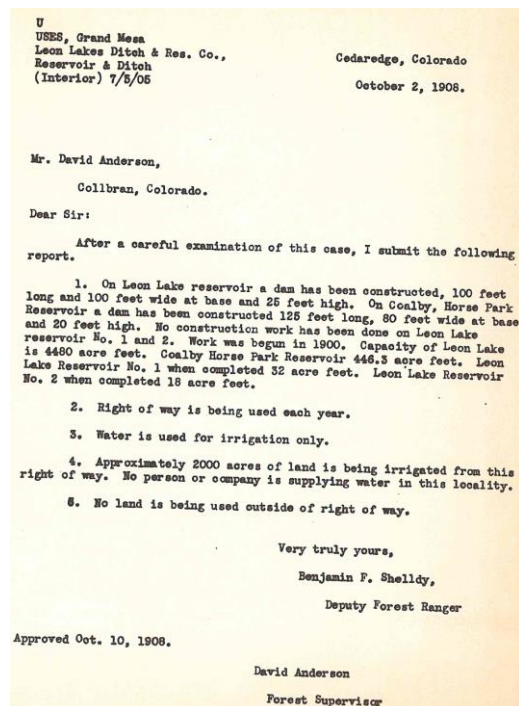 U
USES, Grand Mesa
Leon Lakes Ditch & Res. Co.,
Reservoir & Ditch
(Interior) 7/5/05
Cedaredge, Colorado
October 2, 1908.
Mr. David Anderson,
Collbran, Colorado.
Dear Sir:
After a careful examination of this case, I submit the following
report.
1. On Leon Lake reservoir a dam has been constructed, 100 feet
long and 100 feet wide at base and 25 feet high. On Coalby, Horse Park
Reservoir a dam has been constructed 125 feet long, 80 feet wide at base
and 20 feet high. No construction work has been done on Leon Lake
reservoir No. 1 and 2. Work was begun in 1900. Capacity of Leon Lake
is 4480 acre feet. Coalby Horse Park Reservoir 446.3 acre feet. Leon
Lake Reservoir No. 1 when completed 32 acre feet. Leon Lake Reservoir
No. 2 when completed 18 acre feet.
2. Right of way is being used each year.
3. Water is used for irrigation only.
4. Approximately 2000 acres of land is being irrigated from this
right of way. No person or company is supplying water in this locality.
5. No land is being used outside of right of way.
Very truly yours,
Benjamin F. Shelldy,
Deputy Forest Ranger
Approved Oct. 10, 1908.
David Anderson
Forest Supervisor